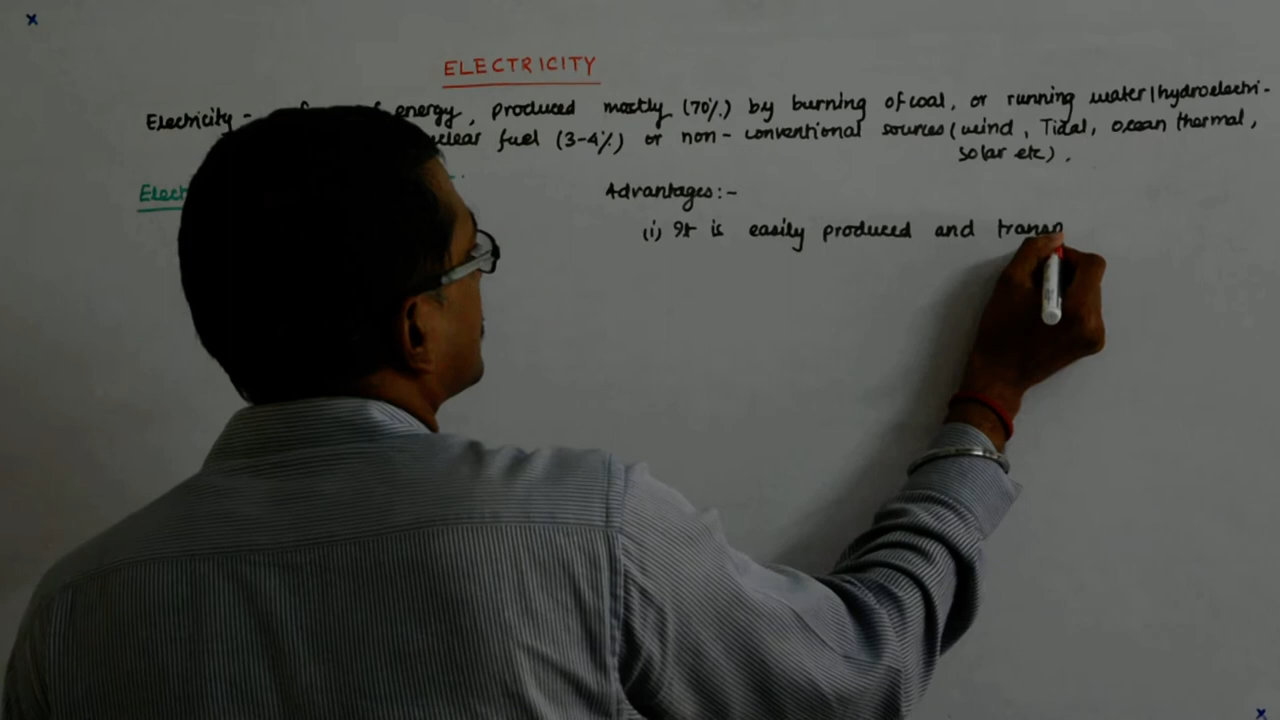 ELECTRICITY
Electricity - energy, produced mostly (70%) by burning of coal, or running water/hydroelectri-
fuel (3-4%) or non-conventional sources (wind, Tidal, ocean thermal,
solar etc).
Advantages:-
(i) It is easily produced and